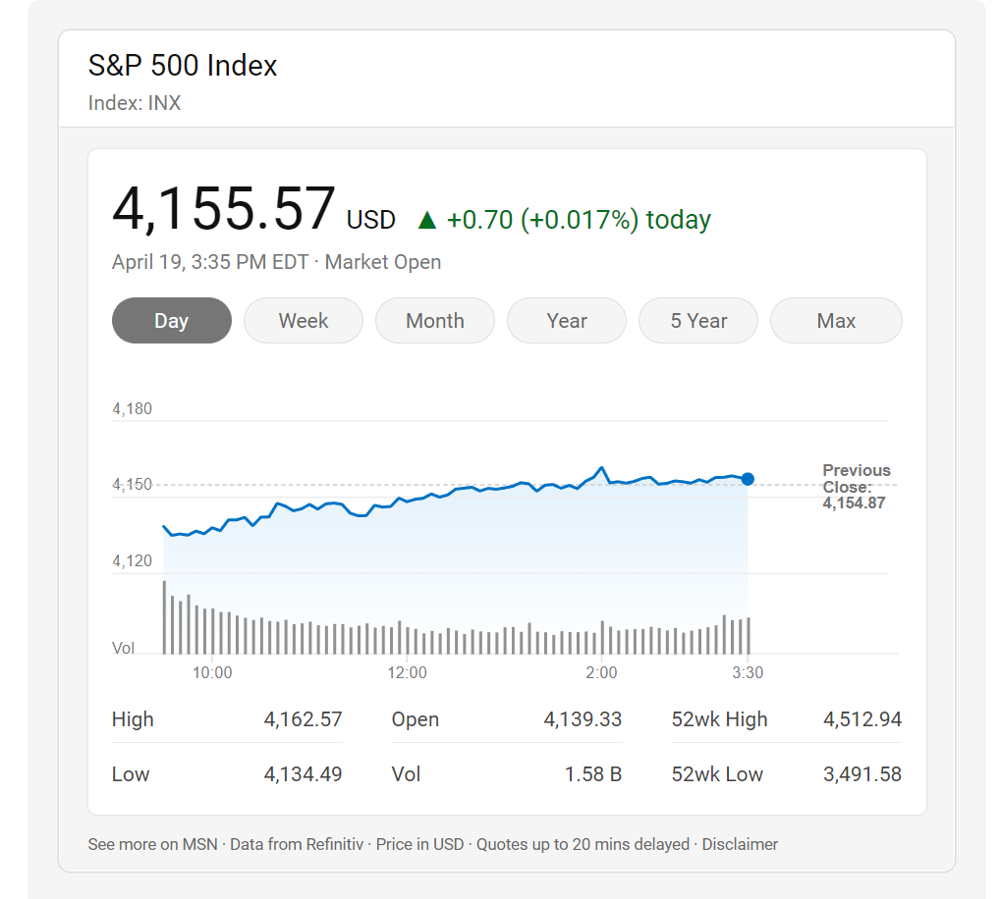 S&P 500 Index
Index: INX
4,155.57 USD ▲ +0.70 (+0.017%) today
April 19, 3:35 PM EDT · Market Open
Day Week Month Year 5 Year Max
4,180
Previous
4,150 Close:
4,154.87
4,120
Vol
10:00 12:00 2:00 3:30
High 4,162.57 Open 4,139.33 52wk High 4,512.94
Low 4,134.49 Vol 1.58 B 52wk Low 3,491.58
See more on MSN · Data from Refinitiv · Price in USD · Quotes up to 20 mins delayed · Disclaimer